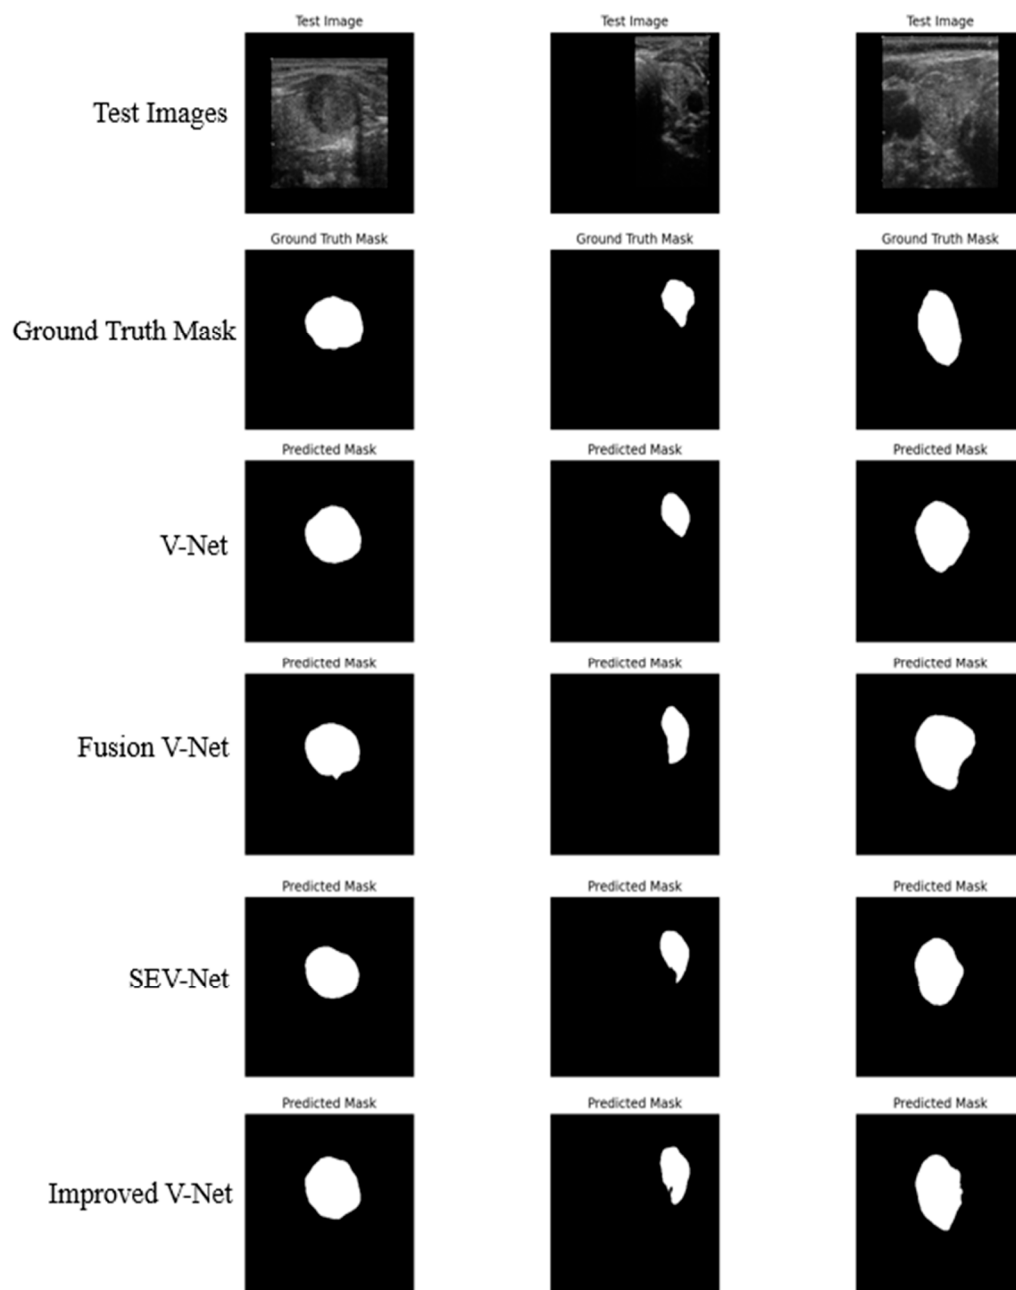 Test Image Test Image Test Image
Test Images
Ground Truth Mask Ground Truth Mask Ground Truth Mask
Ground Truth Mask
Predicted Mask Predicted Mask Predicted Mask
V-Net
Predicted Mask Predicted Mask Predicted Mask
Fusion V-Net
Predicted Mask Predicted Mask Predicted Mask
SEV-Net
Predicted Mask Predicted Mask Predicted Mask
Improved V-Net